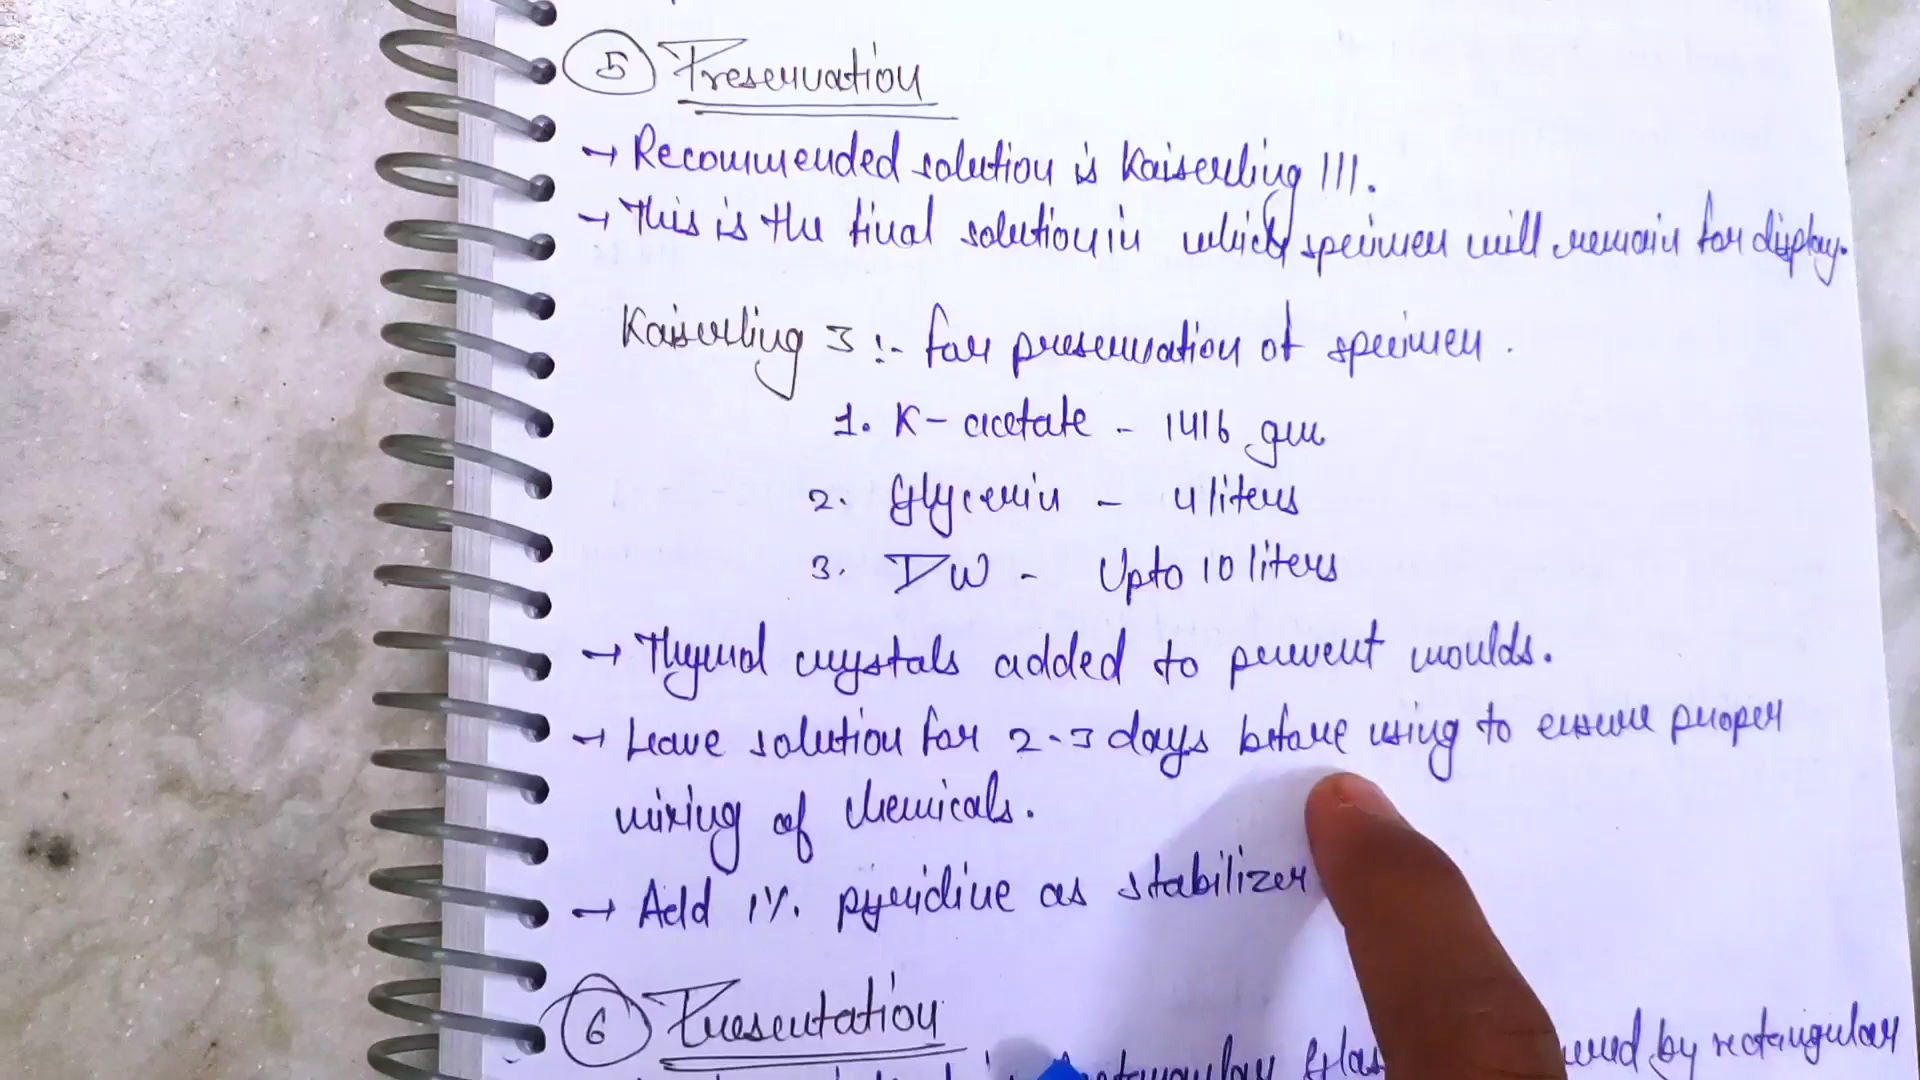 5 Preservation
→ Recommended solution is Kaiserling III.
→ This is the final solution in which specimen will remain for display.
Kaiserling 3 :- for preservation of specimen.
1. K- acetate - 1416 gm
2. Glycerin - 4 liters
3. DW - Upto 10 liters
→ Thymol crystals added to prevent moulds.
→ Leave solution for 2-3 days before using to ensure proper
mixing of chemicals.
→ Add 1% pyridine as stabilizer
6 Presentation
by rectangular